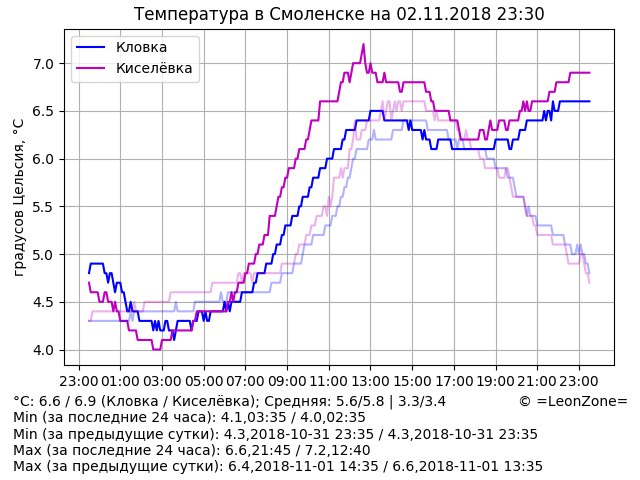 Температура в Смоленске на 02.11.2018 23:30
Кловка
Киселёвка
градусов Цельсия, °C
7.0
6.5
6.0
5.5
5.0
4.5
4.0
23:00 01:00 03:00 05:00 07:00 09:00 11:00 13:00 15:00 17:00 19:00 21:00 23:00
°C: 6.6 / 6.9 (Кловка / Киселёвка); Средняя: 5.6/5.8 | 3.3/3.4 © =LeonZone=
Min (за последние 24 часа): 4.1,03:35 / 4.0,02:35
Min (за предыдущие сутки): 4.3,2018-10-31 23:35 / 4.3,2018-10-31 23:35
Max (за последние 24 часа): 6.6,21:45 / 7.2,12:40
Max (за предыдущие сутки): 6.4,2018-11-01 14:35 / 6.6,2018-11-01 13:35